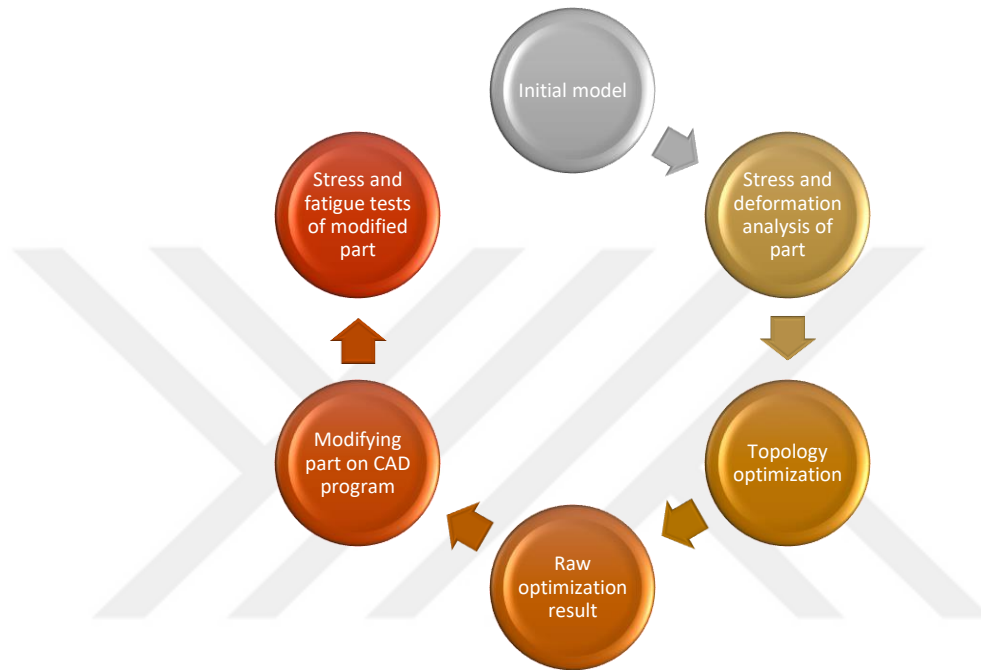 Initial model
Stress and
deformation
analysis of
part
Topology
optimization
Raw
optimization
result
Modifying
part on CAD
program
Stress and
fatigue tests
of modified
part